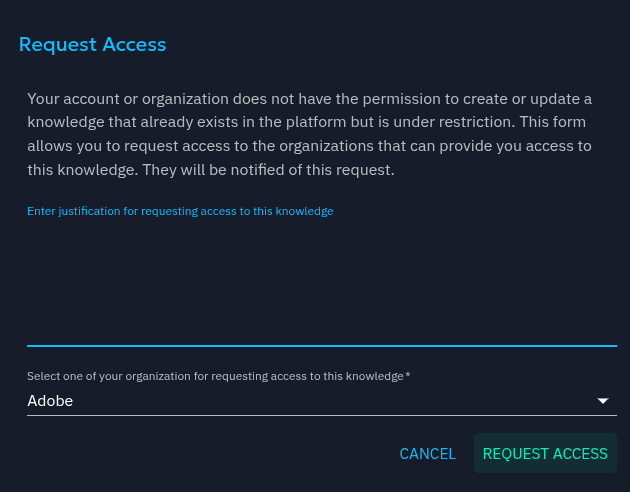 Request Access
Your account or organization does not have the permission to create or update a
knowledge that already exists in the platform but is under restriction. This form
allows you to request access to the organizations that can provide you access to
this knowledge. They will be notified of this request.
Enter justification for requesting access to this knowledge
Select one of your organization for requesting access to this knowledge *
Adobe
CANCEL REQUEST ACCESS